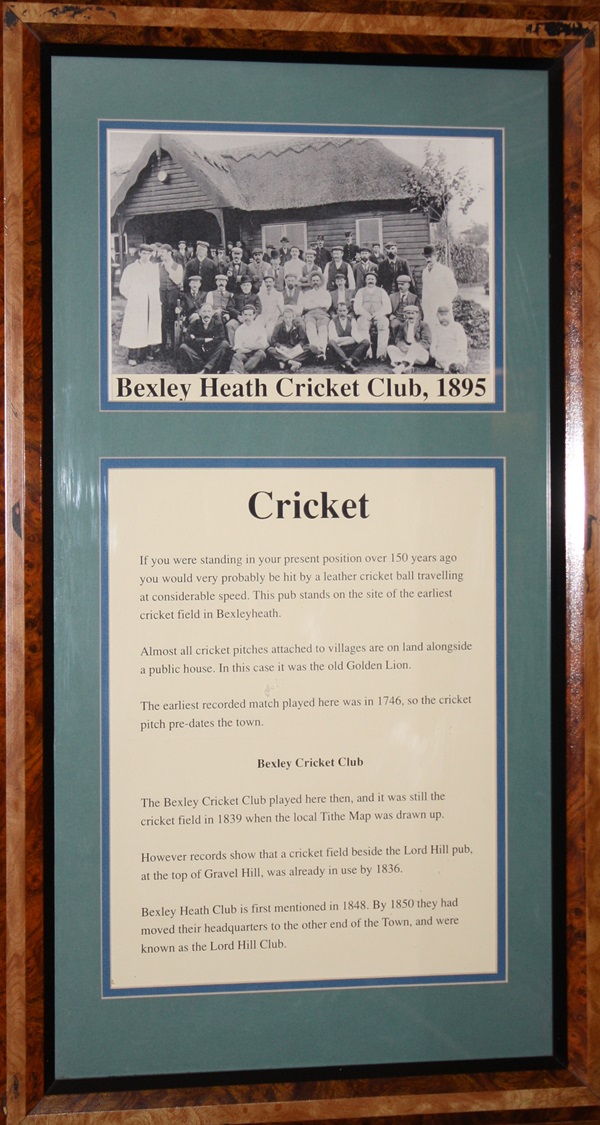 Bexley Heath Cricket Club, 1895
Cricket
If you were standing in your present position over 150 years ago
you would very probably be hit by a leather cricket ball travelling
at considerable speed. This pub stands on the site of the earliest
cricket field in Bexleyheath.
Almost all cricket pitches attached to villages are on land alongside
a public house. In this case it was the old Golden Lion.
The earliest recorded match played here was in 1746, so the cricket
pitch pre-dates the town.
Bexley Cricket Club
The Bexley Cricket Club played here then, and it was still the
cricket field in 1839 when the local Tithe Map was drawn up.
However records show that a cricket field beside the Lord Hill pub,
at the top of Gravel Hill, was already in use by 1836.
Bexley Heath Club is first mentioned in 1848. By 1850 they had
moved their headquarters to the other end of the Town, and were
known as the Lord Hill Club.